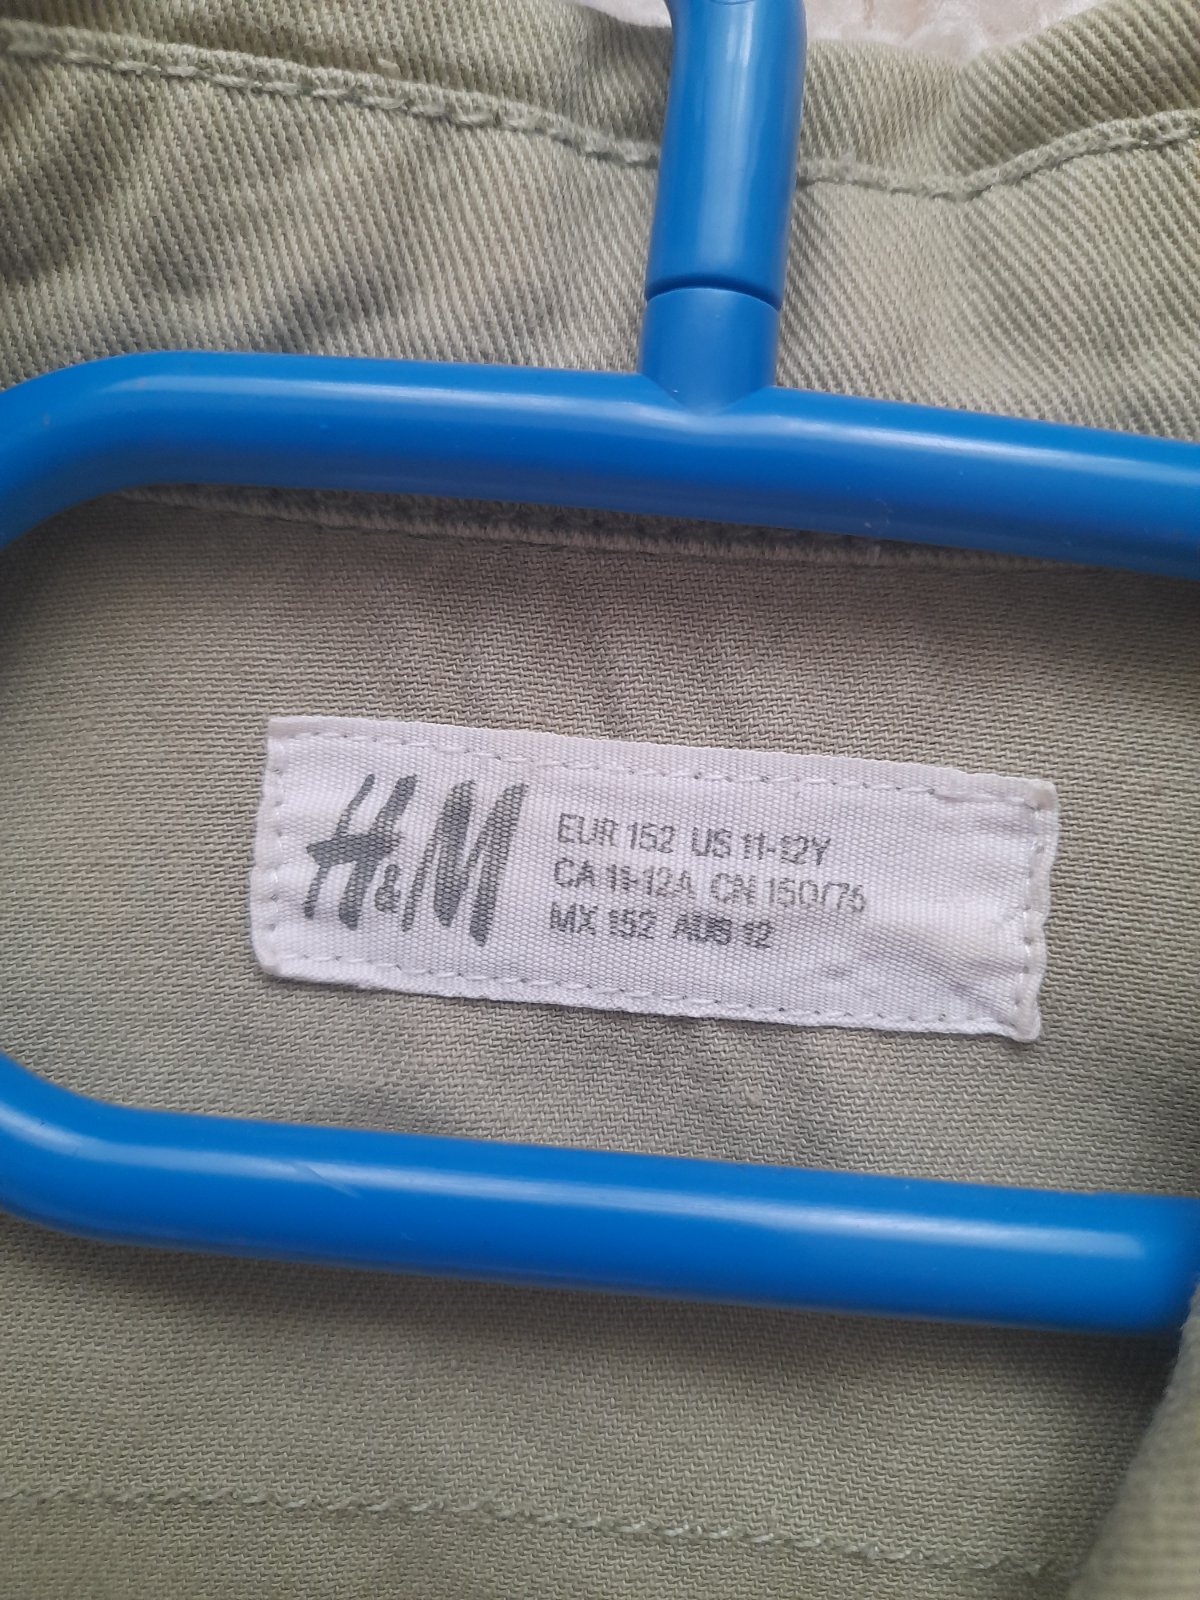 H&M
EUR 152 US 11-12Y
CA 11-12A CN 150/76
MX 152 AUS 12